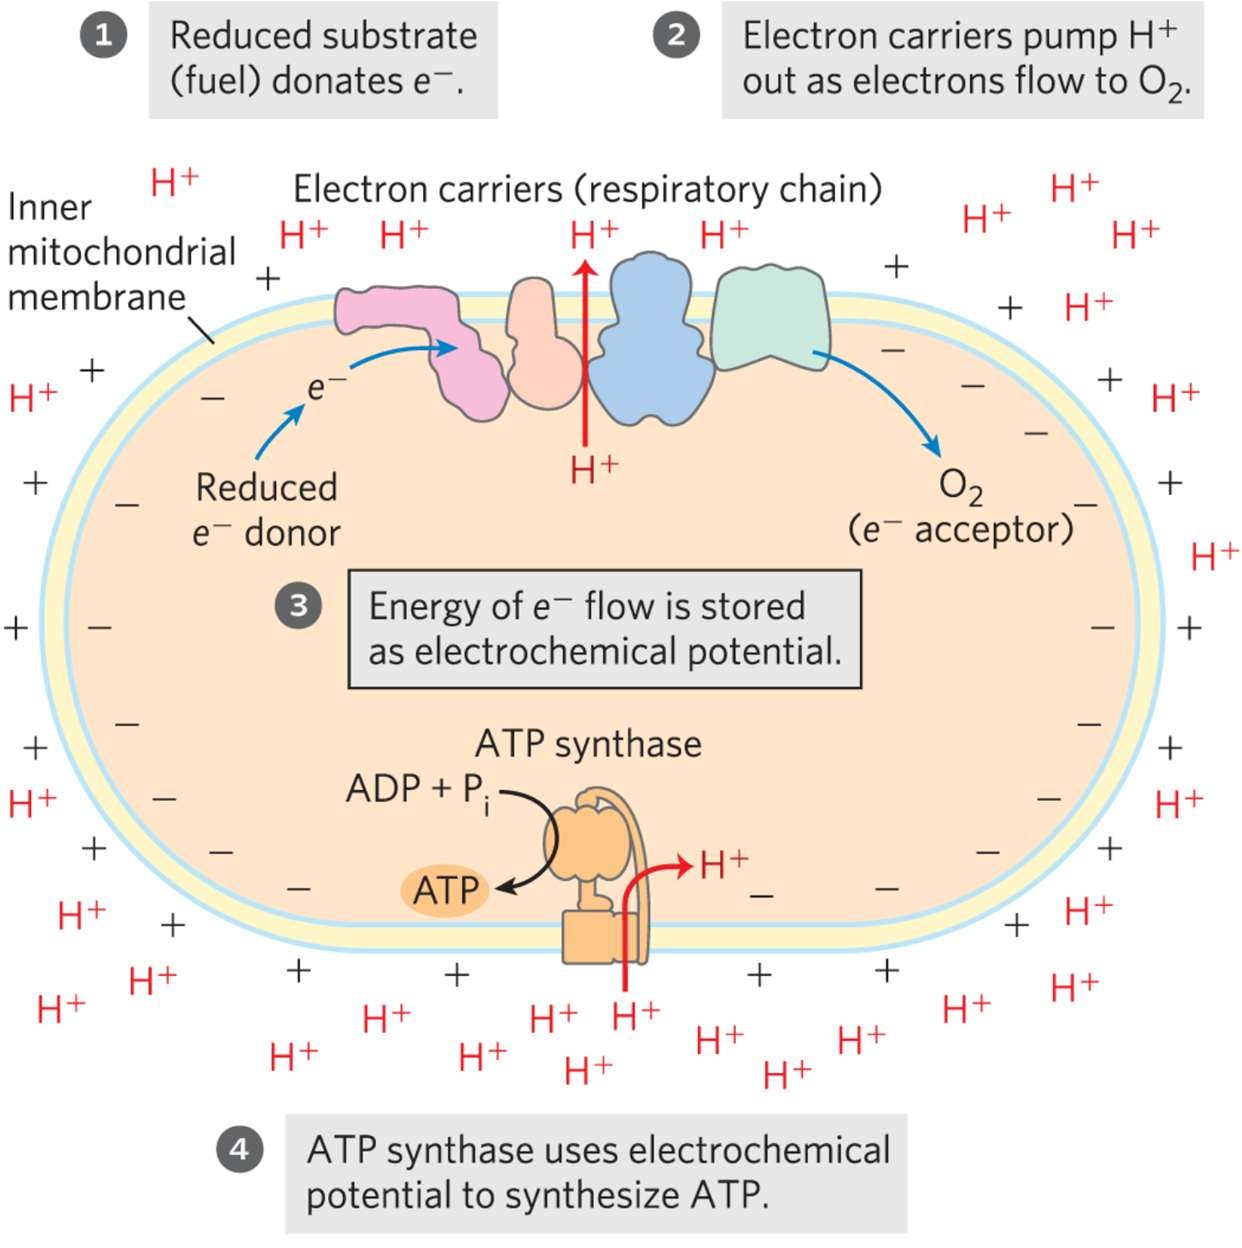 1
Reduced substrate
(fuel) donates e⁻.
2
Electron carriers pump H⁺
out as electrons flow to O₂.
H⁺
Electron carriers (respiratory chain)
H⁺
H⁺
H⁺
H⁺
H⁺
H⁺
H⁺
H⁺
H⁺
Inner
mitochondrial
membrane
+
+
+
+
−
−
−
+
−
+
H⁺
−
H⁺
e⁻
+
H⁺
+
−
Reduced
e⁻ donor
O₂
(e⁻ acceptor)
−
+
H⁺
3
Energy of e⁻ flow is stored
as electrochemical potential.
+
−
−
+
−
−
+
+
ATP synthase
ADP + Pᵢ
H⁺
−
−
H⁺
+
−
−
+
H⁺
ATP
−
−
−
H⁺
+
+
H⁺
+
+
+
+
H⁺
H⁺
H⁺
H⁺
H⁺
H⁺
H⁺
H⁺
H⁺
H⁺
H⁺
H⁺
H⁺
4
ATP synthase uses electrochemical
potential to synthesize ATP.